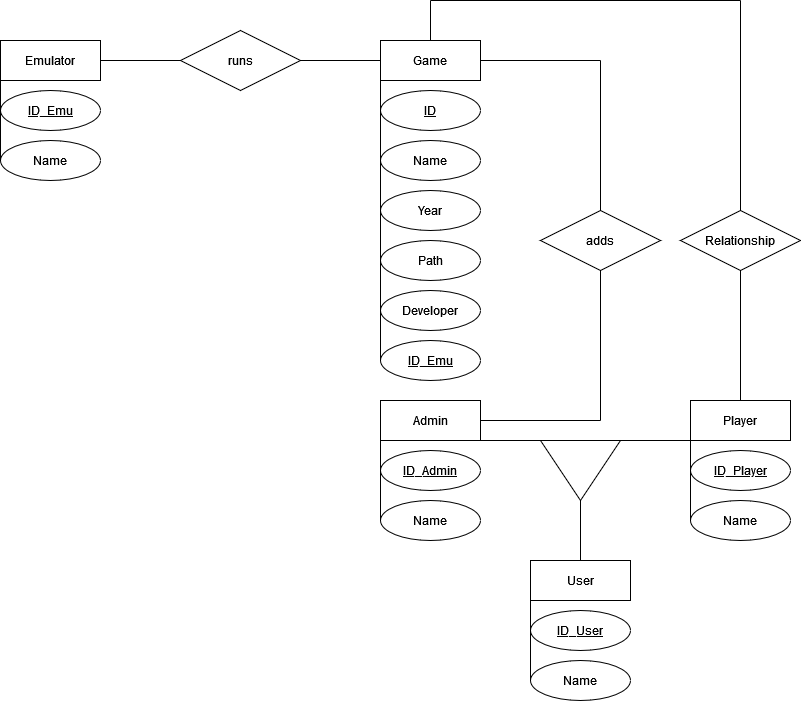 Emulator
runs
Game
ID_Emu
Name
ID
Name
Year
Path
Developer
ID_Emu
adds
Relationship
Admin
ID_Admin
Name
Player
ID_Player
Name
User
ID_User
Name